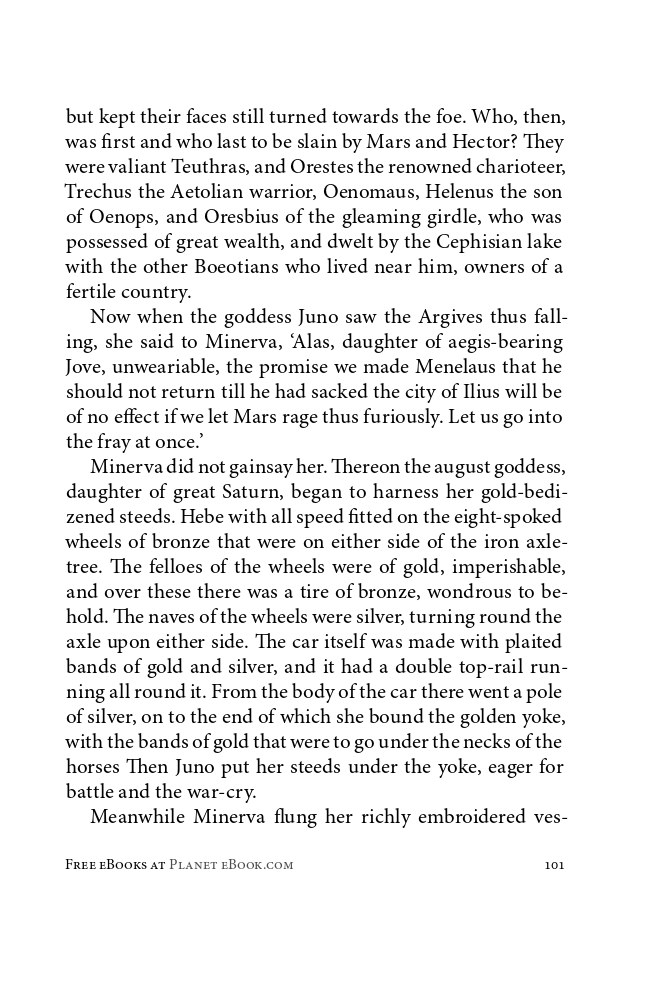 but kept their faces still turned towards the foe. Who, then,
was first and who last to be slain by Mars and Hector? They
were valiant Teuthras, and Orestes the renowned charioteer,
Trechus the Aetolian warrior, Oenomaus, Helenus the son
of Oenops, and Oresbius of the gleaming girdle, who was
possessed of great wealth, and dwelt by the Cephisian lake
with the other Boeotians who lived near him, owners of a
fertile country.
Now when the goddess Juno saw the Argives thus fall-
ing, she said to Minerva, ‘Alas, daughter of aegis-bearing
Jove, unweariable, the promise we made Menelaus that he
should not return till he had sacked the city of Ilius will be
of no effect if we let Mars rage thus furiously. Let us go into
the fray at once.’
Minerva did not gainsay her. Thereon the august goddess,
daughter of great Saturn, began to harness her gold-bedi-
zened steeds. Hebe with all speed fitted on the eight-spoked
wheels of bronze that were on either side of the iron axle-
tree. The felloes of the wheels were of gold, imperishable,
and over these there was a tire of bronze, wondrous to be-
hold. The naves of the wheels were silver, turning round the
axle upon either side. The car itself was made with plaited
bands of gold and silver, and it had a double top-rail run-
ning all round it. From the body of the car there went a pole
of silver, on to the end of which she bound the golden yoke,
with the bands of gold that were to go under the necks of the
horses Then Juno put her steeds under the yoke, eager for
battle and the war-cry.
Meanwhile Minerva flung her richly embroidered ves-
Free eBooks at Planet eBook.com
101